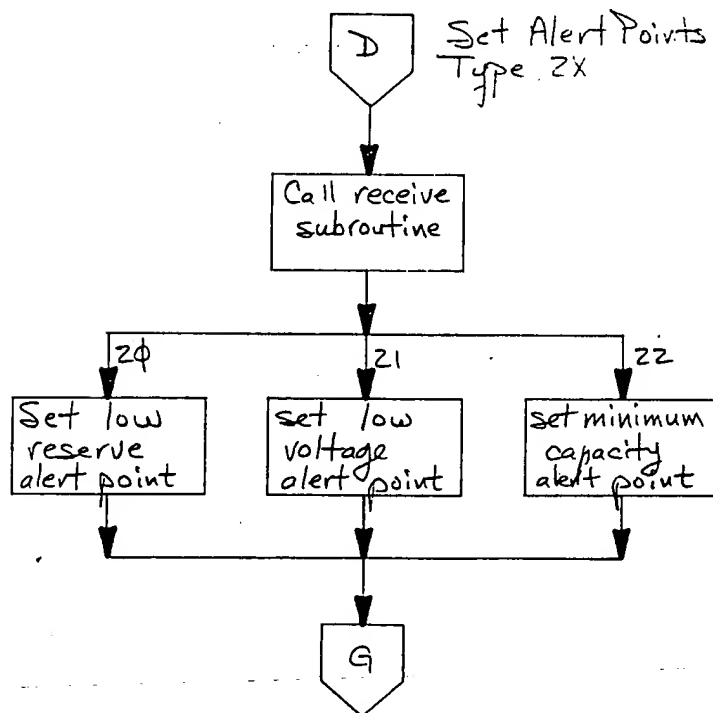 D
Set Alert Points
Type 2X
Call receive
subroutine
2φ
21
22
Set low
reserve
alert point
set low
voltage
alert point
set minimum
capacity
alert point
G